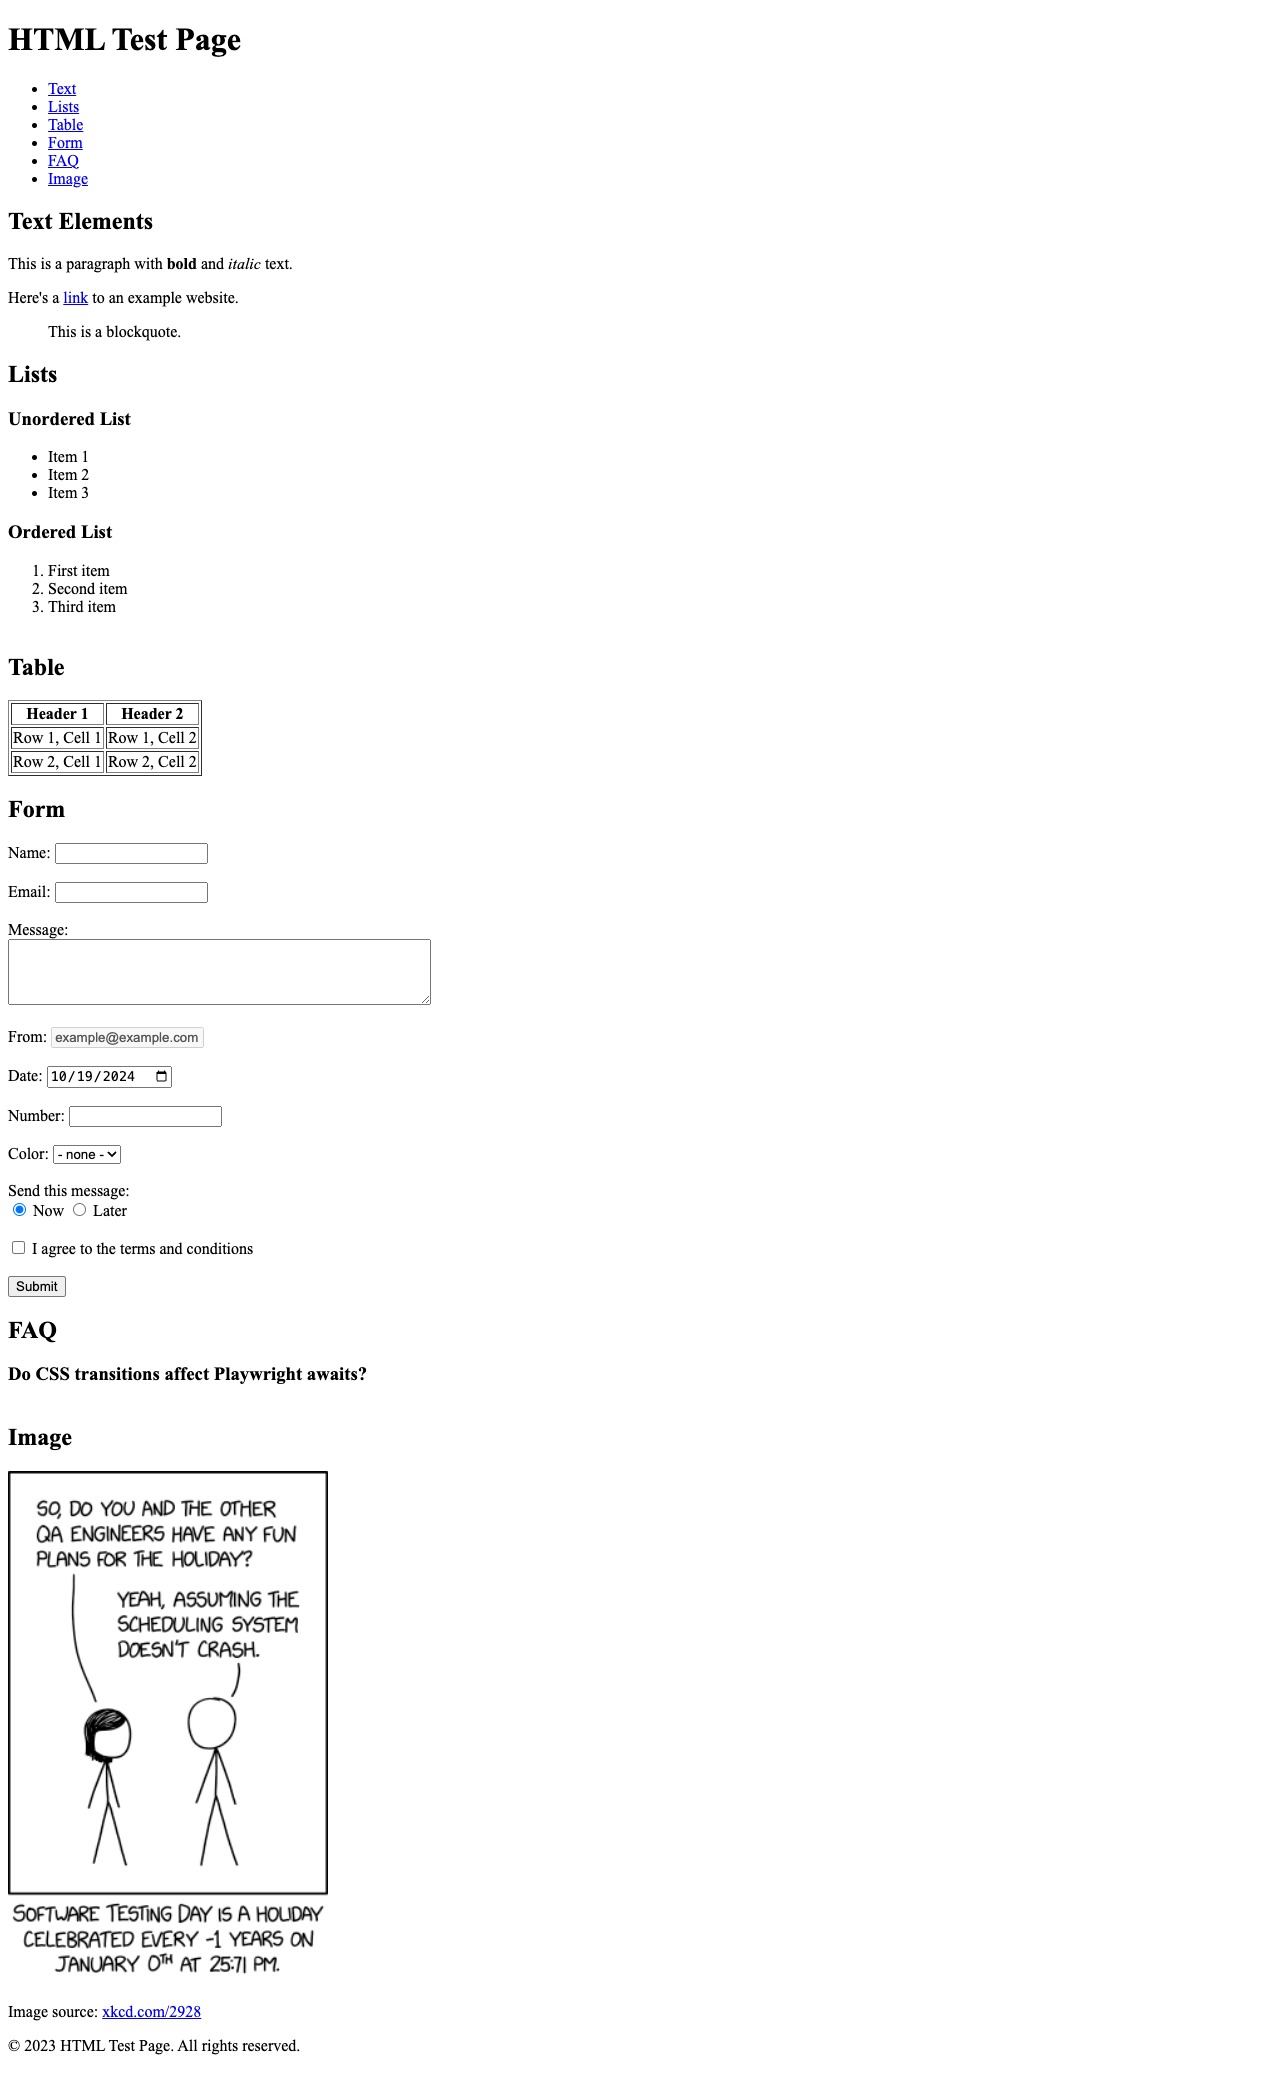 HTML Test Page
Text
Lists
Table
Form
FAQ
Image
Text Elements
This is a paragraph with bold and italic text.
Here's a link to an example website.
This is a blockquote.
Lists
Unordered List
Item 1
Item 2
Item 3
Ordered List
1. First item
2. Second item
3. Third item
Table
Header 1 Header 2
Row 1, Cell 1 Row 1, Cell 2
Row 2, Cell 1 Row 2, Cell 2
Form
Name:
Email:
Message:
From: example@example.com
Date: 10/19/2024
Number:
Color: - none -
Send this message:
Now Later
I agree to the terms and conditions
Submit
FAQ
Do CSS transitions affect Playwright awaits?
Image
SO, DO YOU AND THE OTHER
QA ENGINEERS HAVE ANY FUN
PLANS FOR THE HOLIDAY?
YEAH, ASSUMING THE
SCHEDULING SYSTEM
DOESN'T CRASH.
SOFTWARE TESTING DAY IS A HOLIDAY
CELEBRATED EVERY -1 YEARS ON
JANUARY 0TH AT 25:71 PM.
Image source: xkcd.com/2928
© 2023 HTML Test Page. All rights reserved.